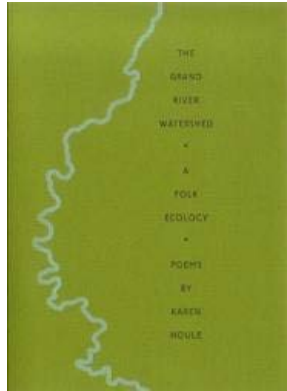 THE
GRAND
RIVER
WATERSHED
*
A
FOLK
ECOLOGY
*
POEMS
BY
KAREN
HOULE